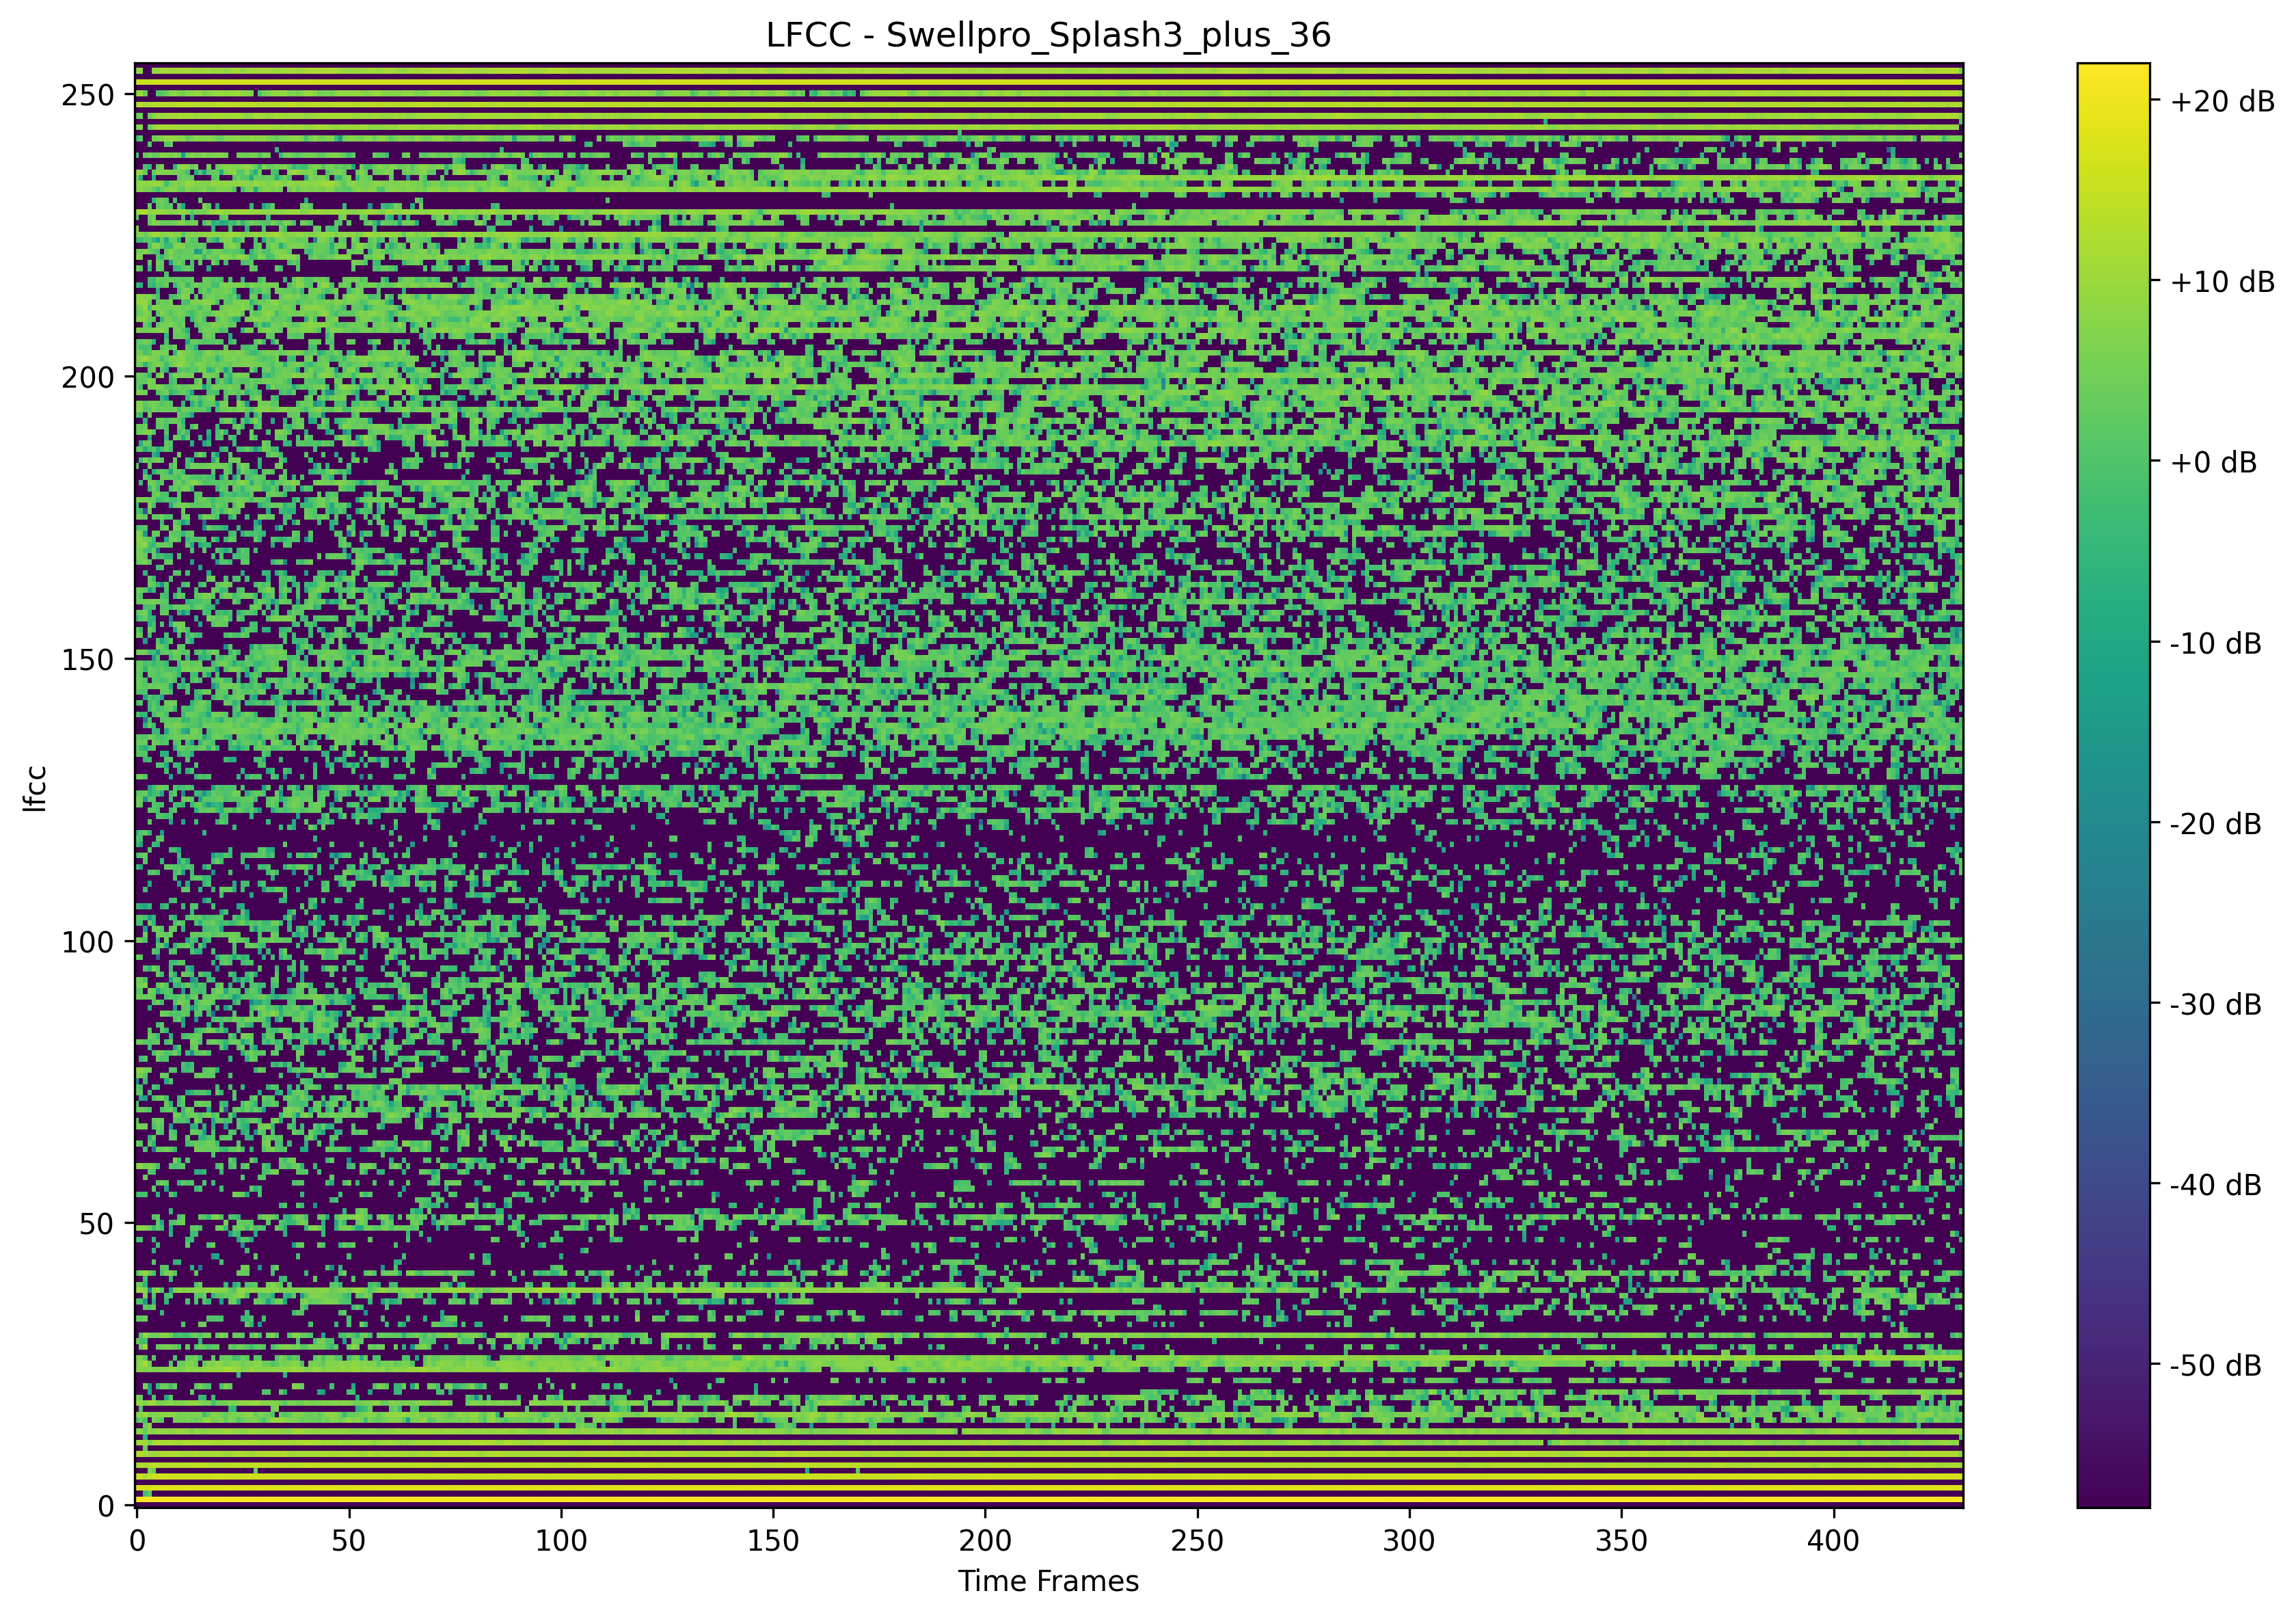 LFCC - Swellpro_Splash3_plus_36
lfcc
250
200
150
100
50
0
0 50 100 150 200 250 300 350 400
Time Frames
+20 dB
+10 dB
+0 dB
-10 dB
-20 dB
-30 dB
-40 dB
-50 dB